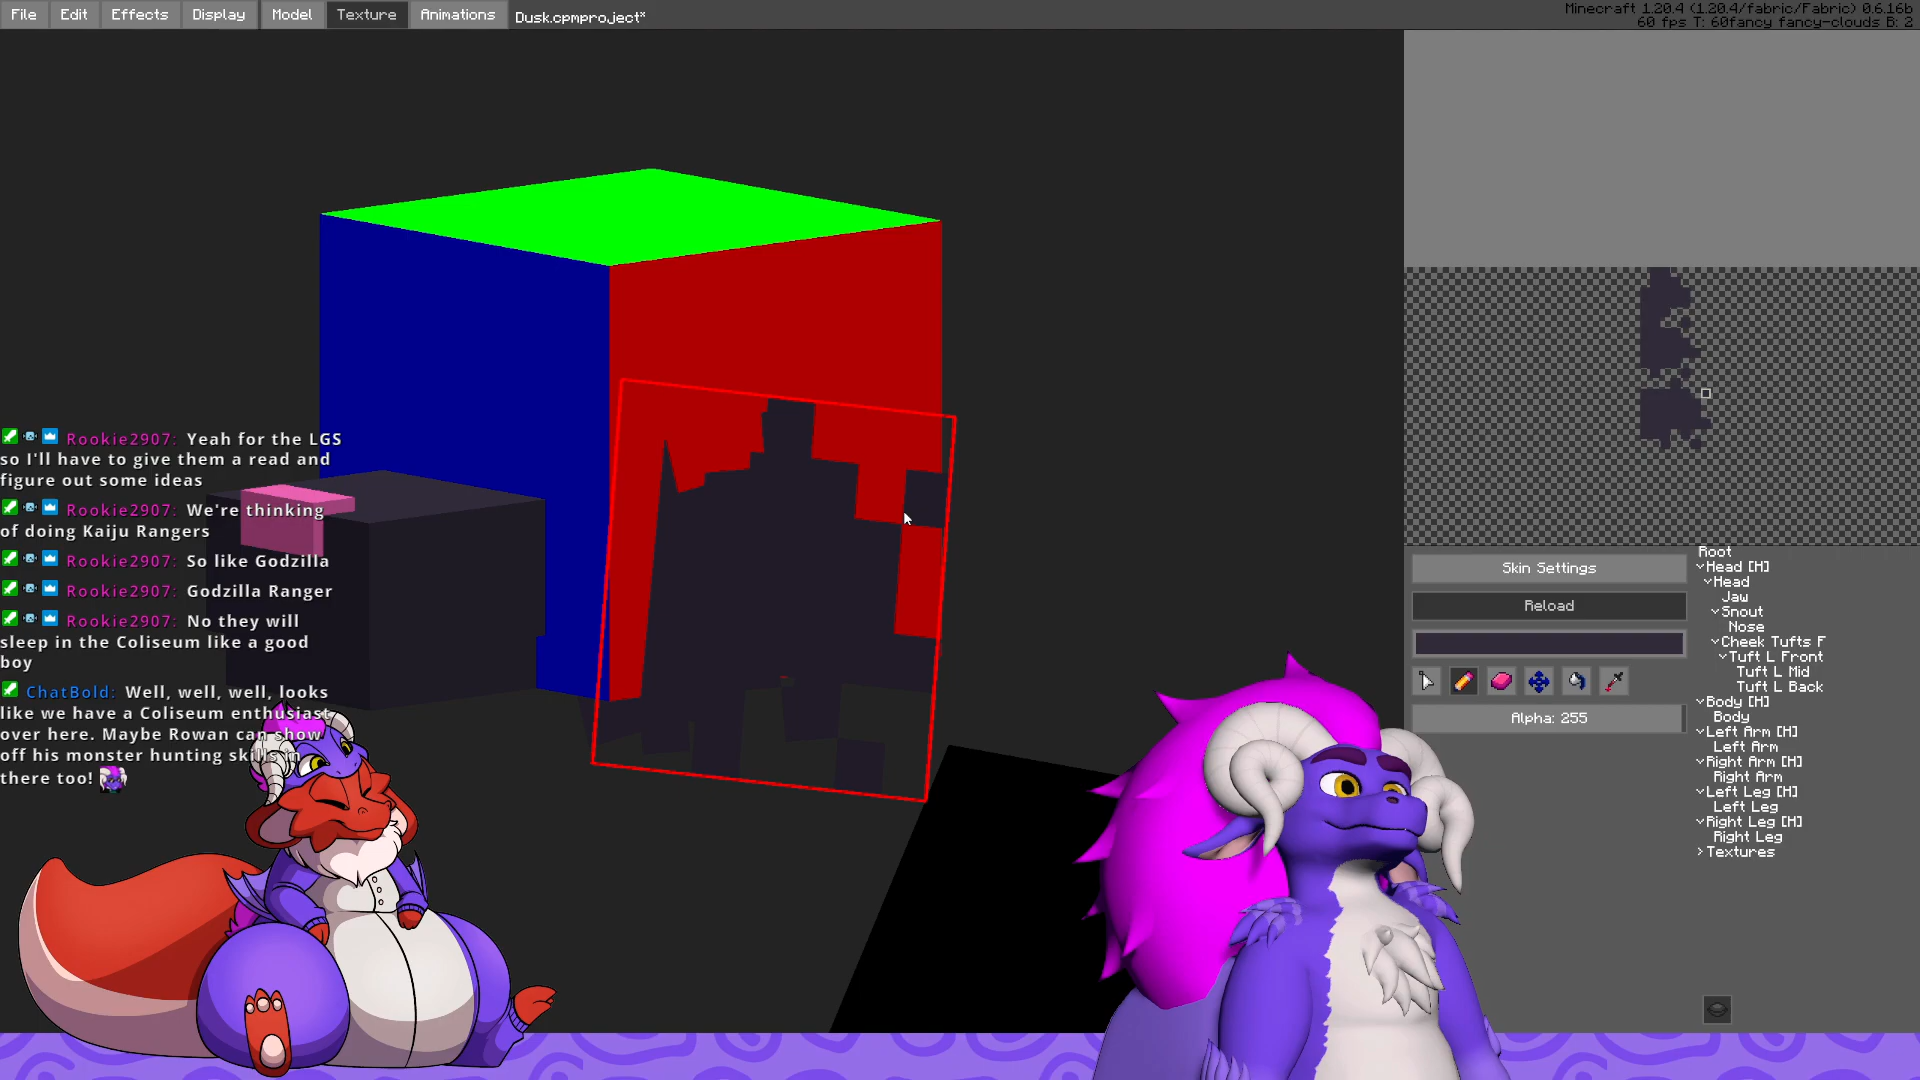 File Edit Effects Display Model Texture Animations Dusk.cpmproject*
Minecraft 1.20.4 (1.20.4/fabric/Fabric) 0.6.16b
60 fps T: 60fancy fancy-clouds B: 2
Rookie2907: Yeah for the LGS
so I'll have to give them a read and
figure out some ideas
Rookie2907: We're thinking
of doing Kaiju Rangers
Rookie2907: So like Godzilla
Rookie2907: Godzilla Ranger
Rookie2907: No they will
sleep in the Coliseum like a good
boy
ChatBold: Well, well, well, looks
like we have a Coliseum enthusiast
over here. Maybe Rowan can show
off his monster hunting skills in
there too!
Skin Settings
Reload
Alpha: 255
Root
Head [H]
Head
Jaw
Snout
Nose
Cheek Tufts F
Tuft L Front
Tuft L Mid
Tuft L Back
Body [H]
Body
Left Arm [H]
Left Arm
Right Arm [H]
Right Arm
Left Leg [H]
Left Leg
Right Leg [H]
Right Leg
Textures